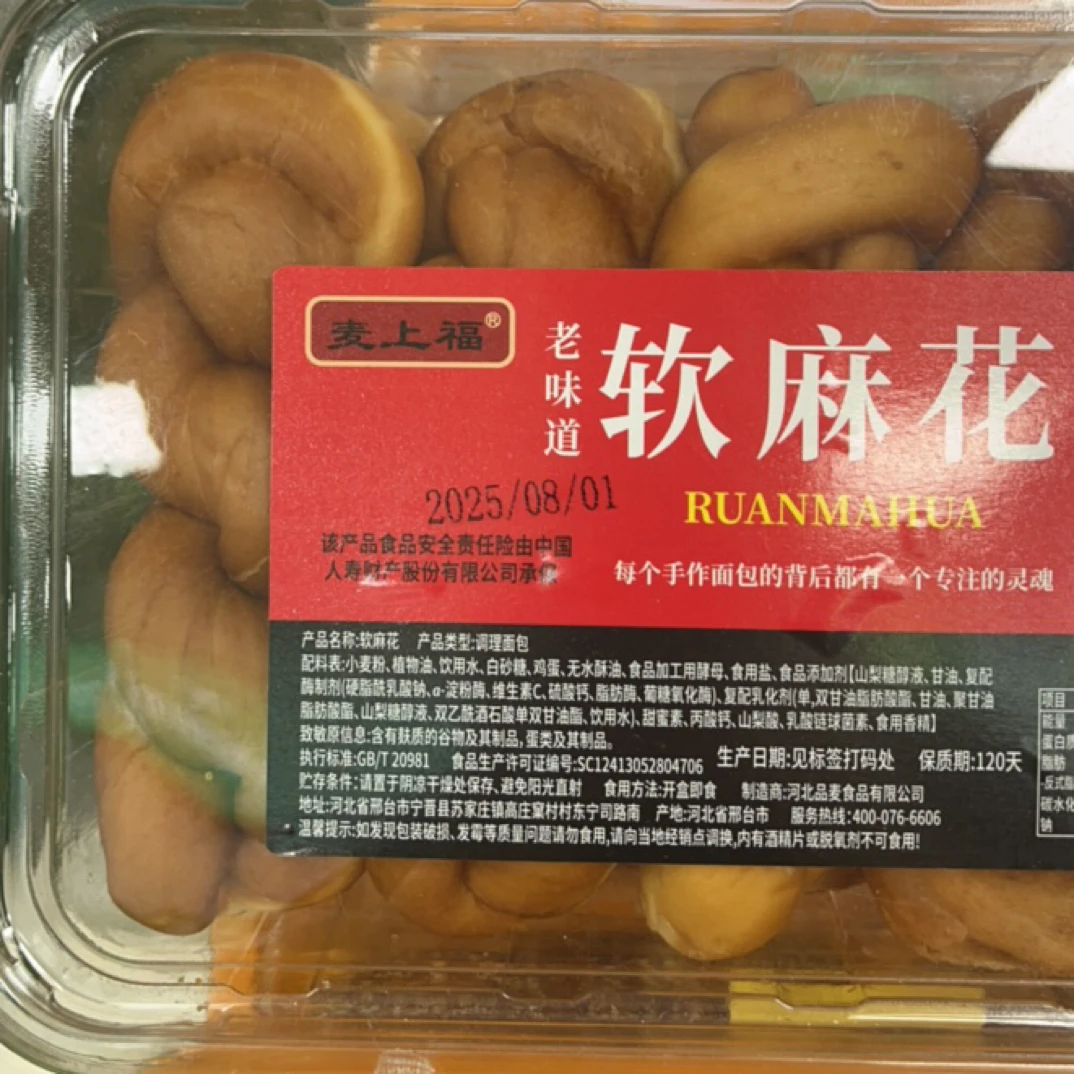 麦上福®
老味道
软麻花
RUANMAHUA
2025/08/01
该产品食品安全责任险由中国
人寿财产股份有限公司承保
每个手作面包的背后都有一个专注的灵魂
产品名称:软麻花 产品类型:调理面包
配料表:小麦粉、植物油、饮用水、白砂糖、鸡蛋、无水酥油、食品加工用酵母、食用盐、食品添加剂【山梨糖醇液、甘油、复配
酶制剂(硬脂酰乳酸钠、α-淀粉酶、维生素C、硫酸钙、脂肪酶、葡糖氧化酶)、复配乳化剂(单,双甘油脂肪酸酯、甘油、聚甘油
脂肪酸酯、山梨糖醇液、双乙酰酒石酸单双甘油酯、饮用水)、甜蜜素、丙酸钙、山梨酸、乳酸链球菌素、食用香精】
致敏原信息:含有麸质的谷物及其制品,蛋类及其制品。
执行标准:GB/T 20981 食品生产许可证编号:SC12413052804706 生产日期:见标签打码处 保质期:120天
贮存条件:请置于阴凉干燥处保存、避免阳光直射 食用方法:开盒即食 制造商:河北品麦食品有限公司
地址:河北省邢台市宁晋县苏家庄镇高庄窠村村东宁司路南 产地:河北省邢台市 服务热线:400-076-6606
温馨提示:如发现包装破损、发霉等质量问题请勿食用,请向当地经销点调换,内有酒精片或脱氧剂不可食用!
项目
能量
蛋白质
脂肪
反式脂
碳水化
钠